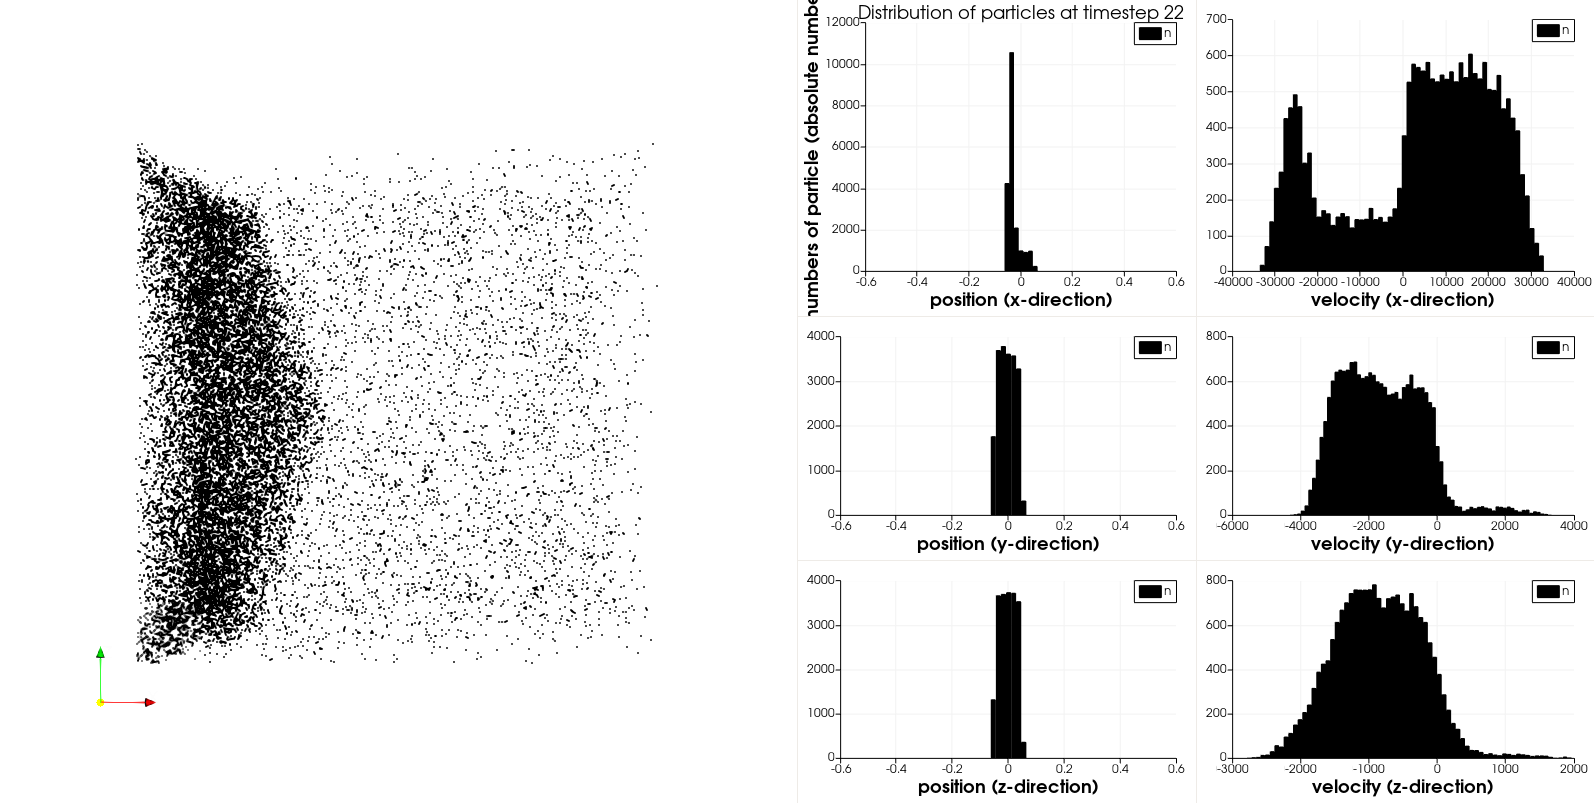 Distribution of particles at timestep 22
numbers of particle (absolute numbe
12000
10000
8000
6000
4000
2000
0
-0.6 -0.4 -0.2 0 0.2 0.4 0.6
position (x-direction)
n
700
600
500
400
300
200
100
0
-40000 -30000 -20000 -10000 0 10000 20000 30000 40000
velocity (x-direction)
n
4000
3000
2000
1000
0
-0.6 -0.4 -0.2 0 0.2 0.4 0.6
position (y-direction)
n
800
600
400
200
0
-6000 -4000 -2000 0 2000 4000
velocity (y-direction)
n
4000
3000
2000
1000
0
-0.6 -0.4 -0.2 0 0.2 0.4 0.6
position (z-direction)
n
800
600
400
200
0
-3000 -2000 -1000 0 1000 2000
velocity (z-direction)
n